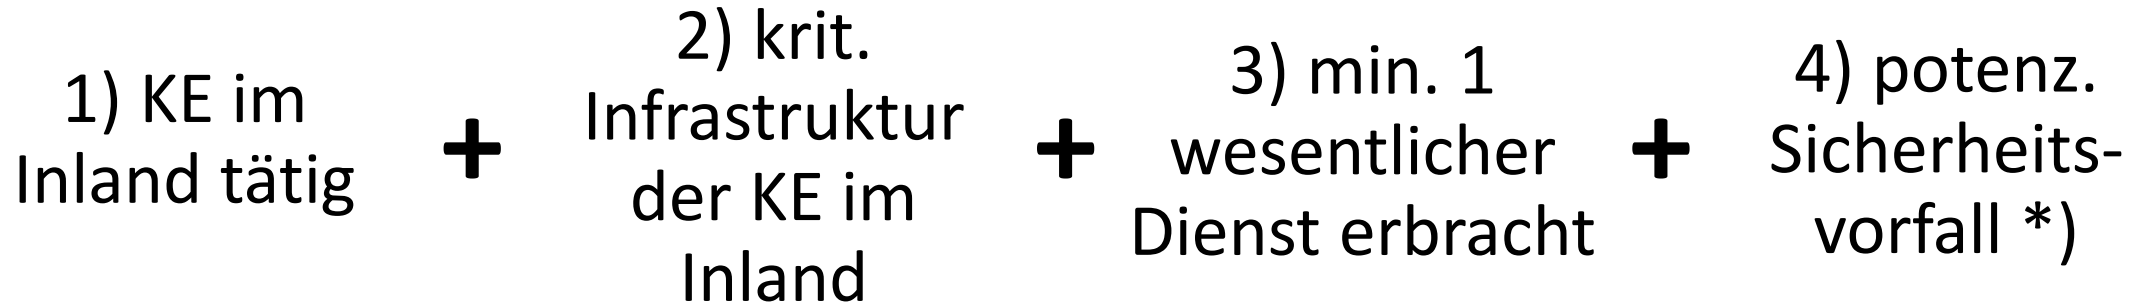 1) KE im
Inland tätig
+
2) krit.
Infrastruktur
der KE im
Inland
+
3) min. 1
wesentlicher
Dienst erbracht
+
4) potenz.
Sicherheits-
vorfall *)